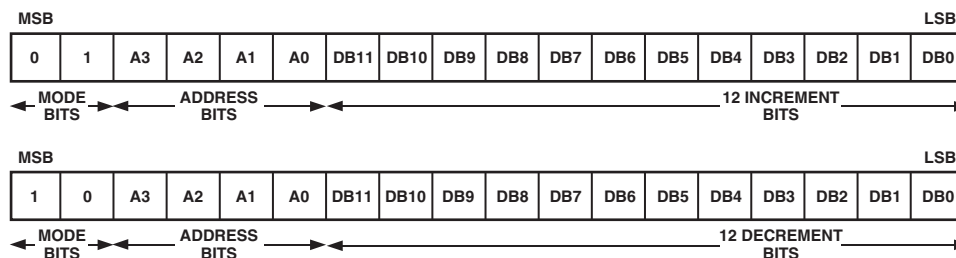 MSB LSB
0 1 A3 A2 A1 A0 DB11 DB10 DB9 DB8 DB7 DB6 DB5 DB4 DB3 DB2 DB1 DB0
MODE BITS ADDRESS BITS 12 INCREMENT BITS
MSB LSB
1 0 A3 A2 A1 A0 DB11 DB10 DB9 DB8 DB7 DB6 DB5 DB4 DB3 DB2 DB1 DB0
MODE BITS ADDRESS BITS 12 DECREMENT BITS